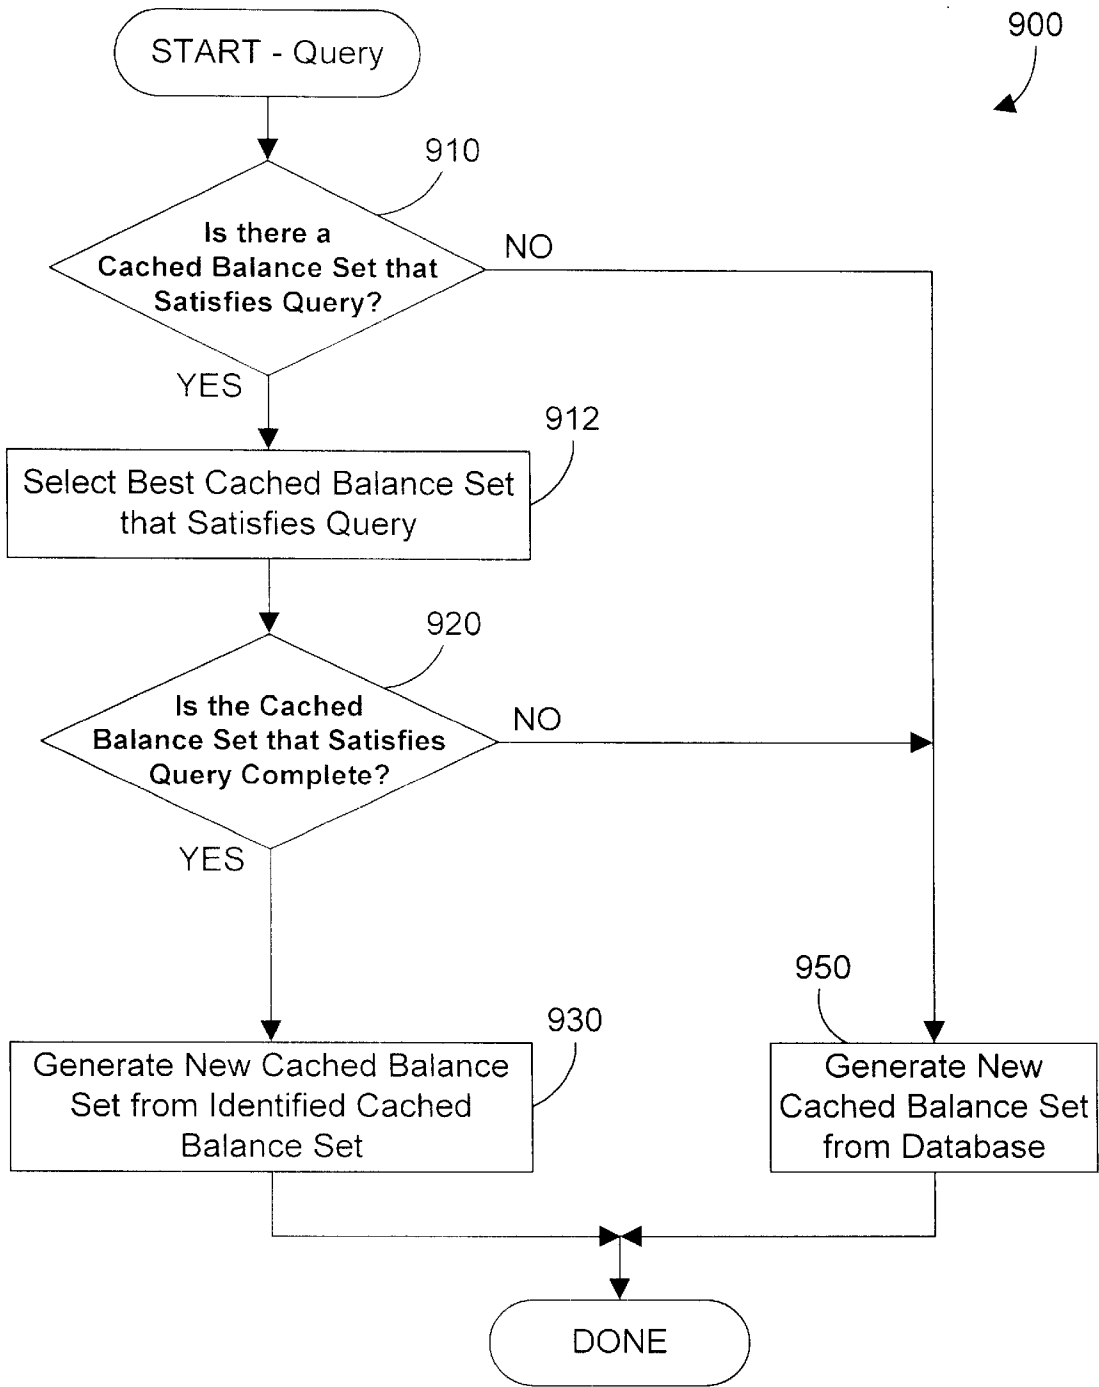 START - Query
900
910
Is there a
Cached Balance Set that
Satisfies Query?
NO
YES
912
Select Best Cached Balance Set
that Satisfies Query
920
Is the Cached
Balance Set that Satisfies
Query Complete?
NO
YES
930
Generate New Cached Balance
Set from Identified Cached
Balance Set
950
Generate New
Cached Balance Set
from Database
DONE